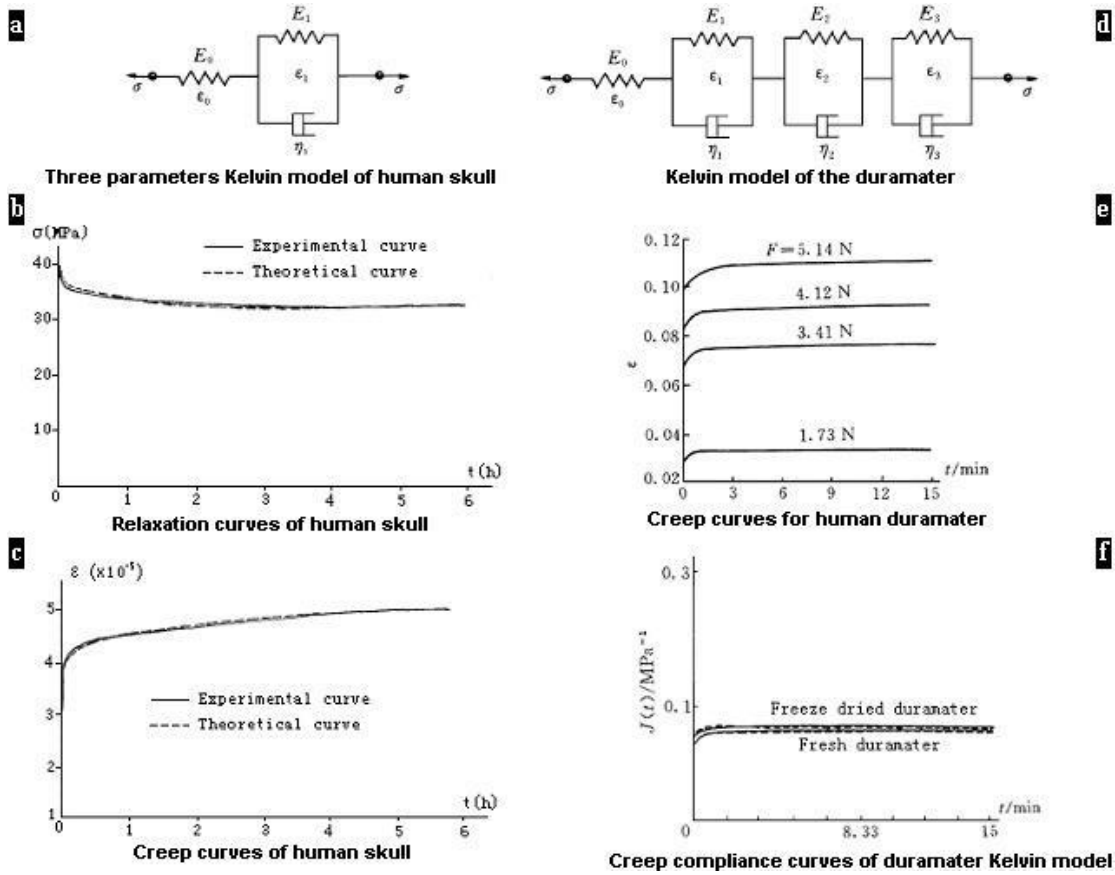 a
E₀
ε₀
E₁
ε₁
η₁
σ
σ
Three parameters Kelvin model of human skull
b
σ(MPa)
Experimental curve
Theoretical curve
40
30
20
10
0
1
2
3
4
5
6
t(h)
Relaxation curves of human skull
c
ε (x10⁻⁵)
5
4
3
2
1
Experimental curve
Theoretical curve
0
1
2
3
4
5
6
t(h)
Creep curves of human skull
d
E₀
ε₀
E₁
ε₁
η₁
E₂
ε₂
η₂
E₃
ε₃
η₃
σ
σ
Kelvin model of the duramater
e
0.12
0.10
0.08
0.06
0.04
0.02
ε
F=5.14 N
4.12 N
3.41 N
1.73 N
0
3
6
9
12
15
t/min
Creep curves for human duramater
f
0.3
0.1
J(t)/MPa⁻¹
Freeze dried duramater
Fresh duramater
0
8.33
15
t/min
Creep compliance curves of duramater Kelvin model